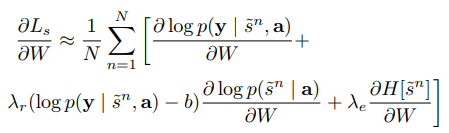 ∂L_s/∂W ≈ 1/N ∑_{n=1}^{N} [ ∂ log p(y | s̃ⁿ, a)/∂W +
λ_r(log p(y | s̃ⁿ, a) − b) ∂ log p(s̃ⁿ | a)/∂W + λ_e ∂H[s̃ⁿ]/∂W ]